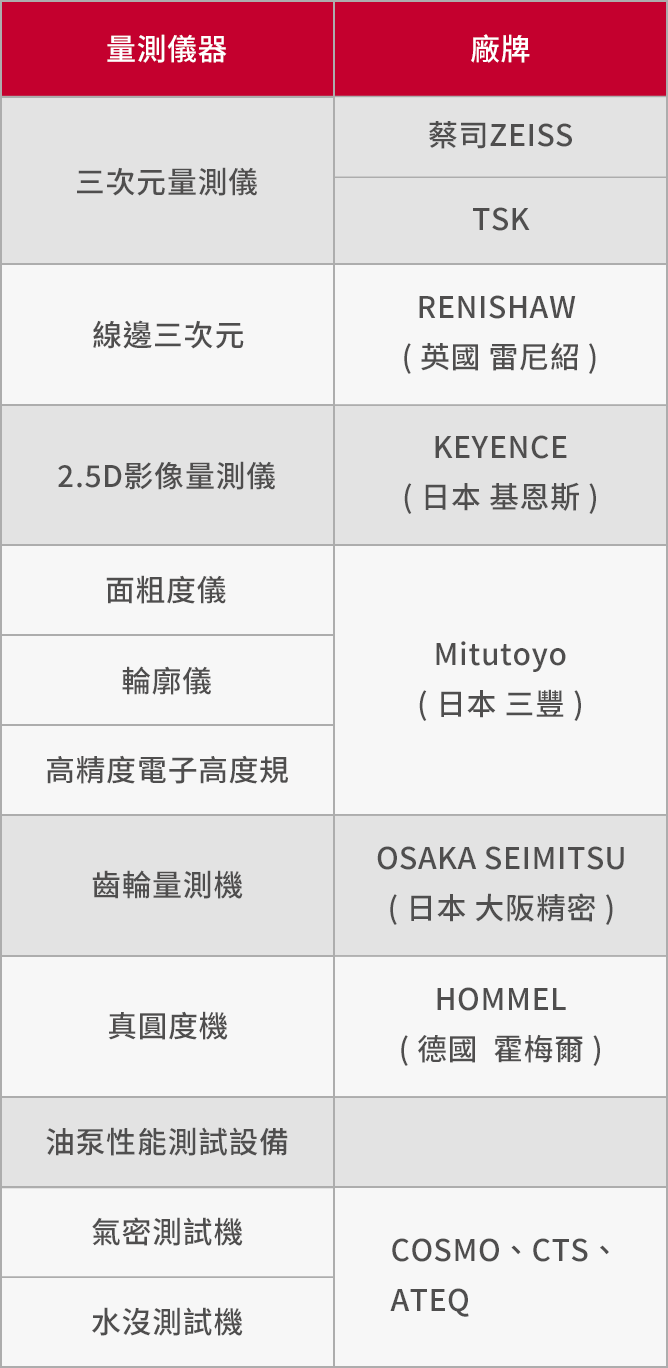 量測儀器
廠牌
三次元量測儀
蔡司ZEISS
TSK
線邊三次元
RENISHAW
( 英國 雷尼紹 )
2.5D影像量測儀
KEYENCE
( 日本 基恩斯 )
面粗度儀
輪廓儀
高精度電子高度規
Mitutoyo
( 日本 三豐 )
齒輪量測機
OSAKA SEIMITSU
( 日本 大阪精密 )
真圓度機
HOMMEL
( 德國 霍梅爾 )
油泵性能測試設備
氣密測試機
水沒測試機
COSMO、CTS、
ATEQ